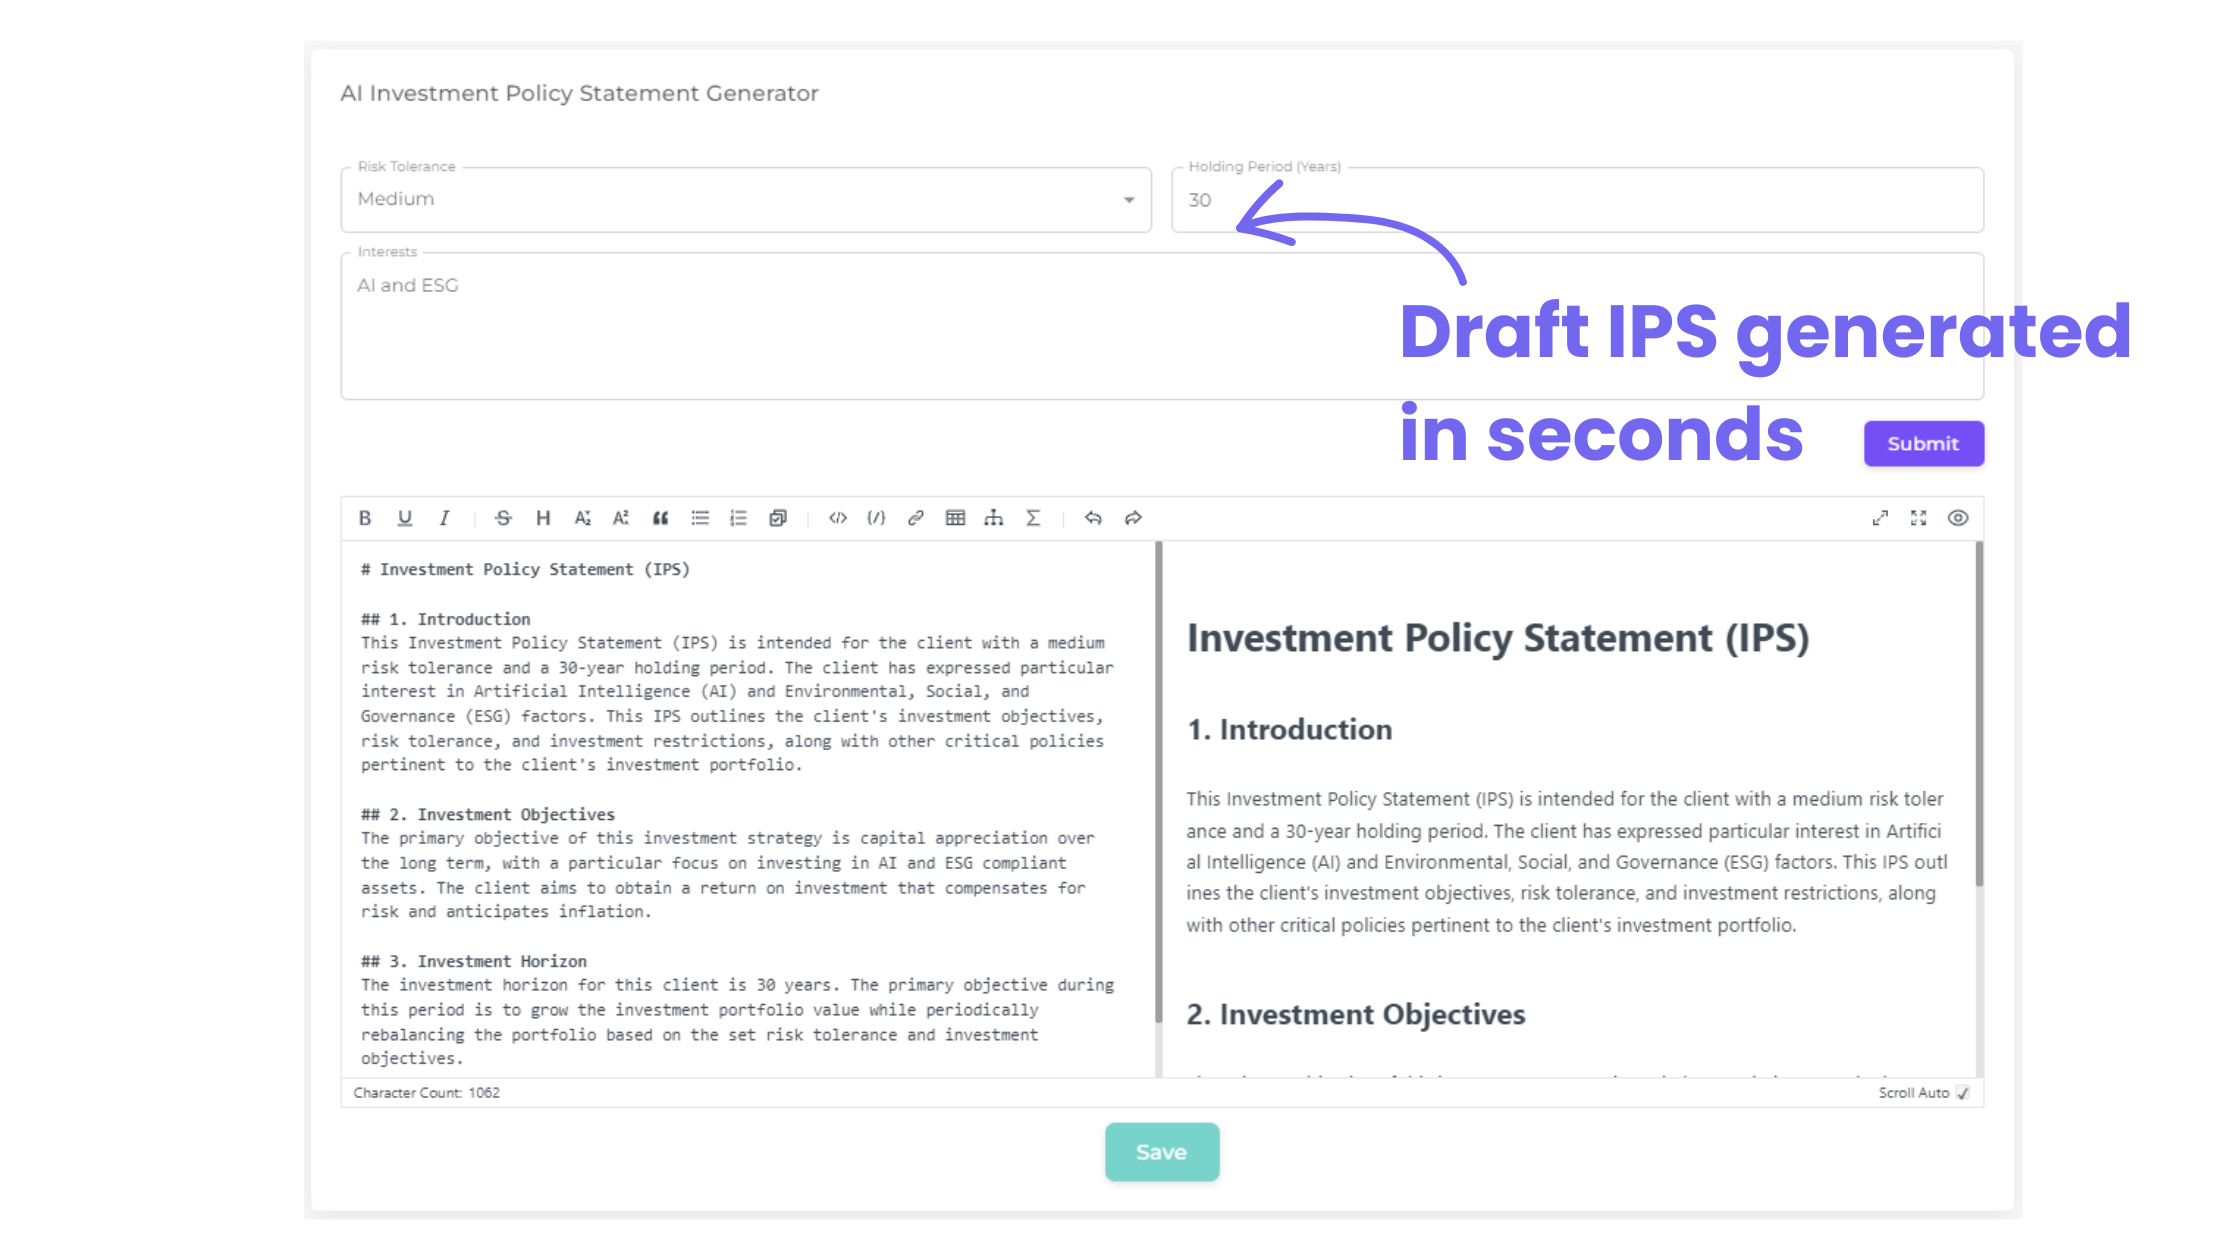 AI Investment Policy Statement Generator
Risk Tolerance
Medium
Holding Period (Years)
30
Interests
AI and ESG
Draft IPS generated
in seconds
Submit
# Investment Policy Statement (IPS)
## 1. Introduction
This Investment Policy Statement (IPS) is intended for the client with a medium
risk tolerance and a 30-year holding period. The client has expressed particular
interest in Artificial Intelligence (AI) and Environmental, Social, and
Governance (ESG) factors. This IPS outlines the client's investment objectives,
risk tolerance, and investment restrictions, along with other critical policies
pertinent to the client's investment portfolio.
## 2. Investment Objectives
The primary objective of this investment strategy is capital appreciation over
the long term, with a particular focus on investing in AI and ESG compliant
assets. The client aims to obtain a return on investment that compensates for
risk and anticipates inflation.
## 3. Investment Horizon
The investment horizon for this client is 30 years. The primary objective during
this period is to grow the investment portfolio value while periodically
rebalancing the portfolio based on the set risk tolerance and investment
objectives.
Investment Policy Statement (IPS)
1. Introduction
This Investment Policy Statement (IPS) is intended for the client with a medium risk toler
ance and a 30-year holding period. The client has expressed particular interest in Artifici
al Intelligence (AI) and Environmental, Social, and Governance (ESG) factors. This IPS outl
ines the client's investment objectives, risk tolerance, and investment restrictions, along
with other critical policies pertinent to the client's investment portfolio.
2. Investment Objectives
Character Count: 1062
Scroll Auto
Save